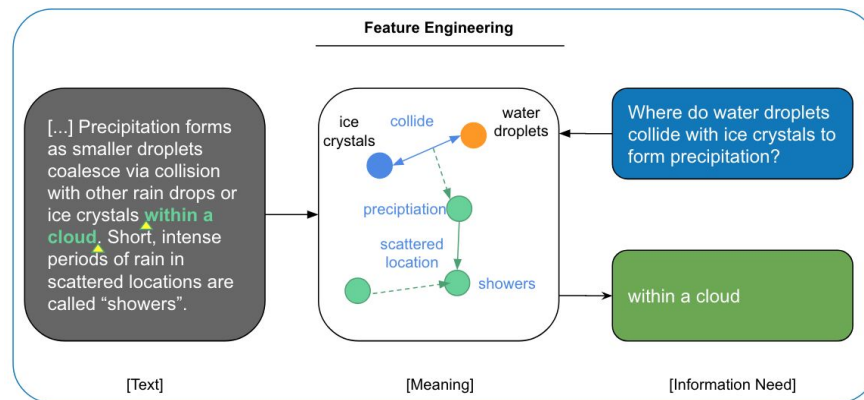 Feature Engineering
[...] Precipitation forms
as smaller droplets
coalesce via collision
with other rain drops or
ice crystals within a
cloud. Short, intense
periods of rain in
scattered locations are
called “showers”.
[Text]
ice
crystals
collide
water
droplets
preciptiation
scattered
location
showers
[Meaning]
Where do water droplets
collide with ice crystals to
form precipitation?
within a cloud
[Information Need]